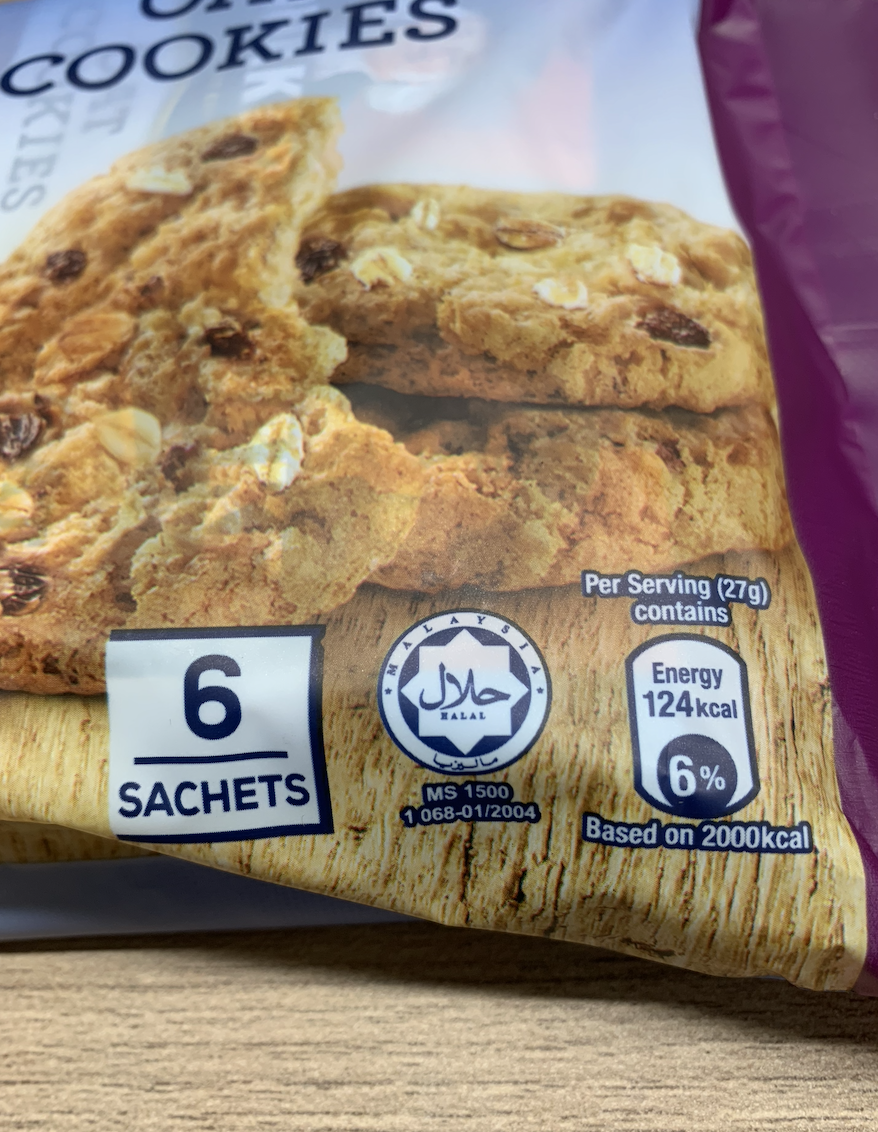 COOKIES
6
SACHETS
MALAYSIA
حلال
HALAL
ماليزيا
MS 1500
1 068-01/2004
Per Serving (27g)
contains
Energy
124kcal
6%
Based on 2000kcal